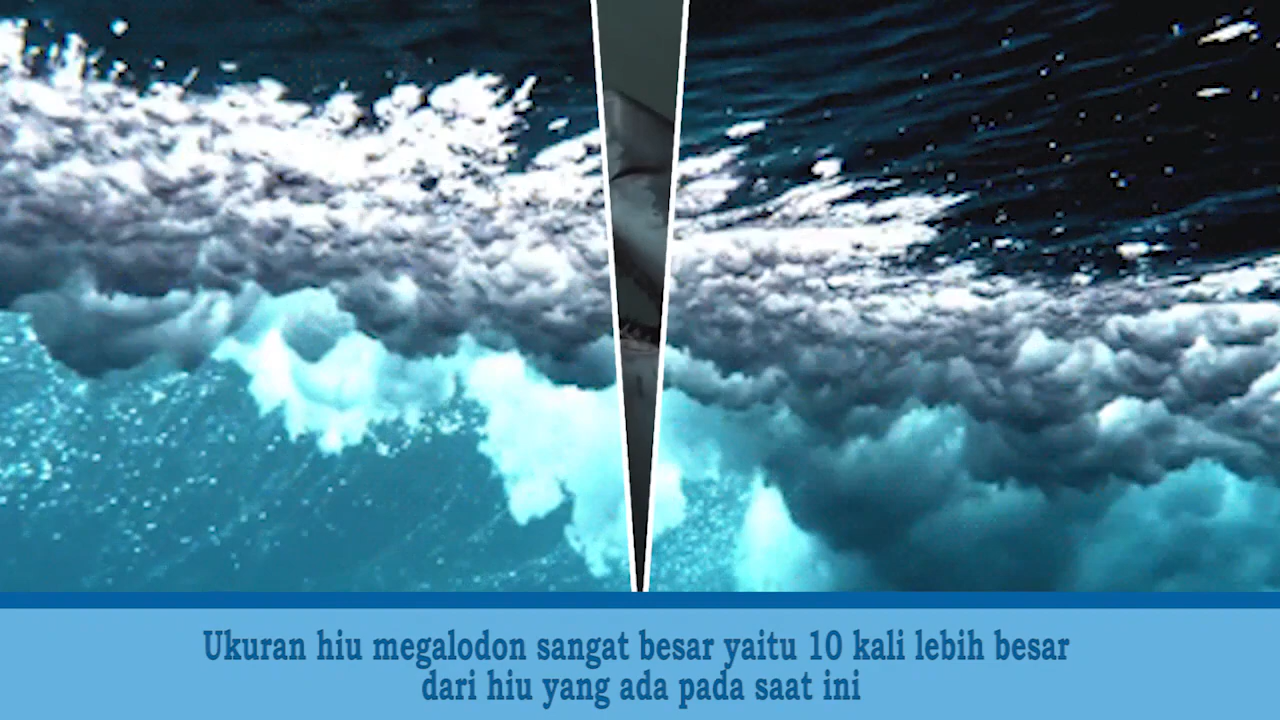 Ukuran hiu megalodon sangat besar yaitu 10 kali lebih besar
dari hiu yang ada pada saat ini